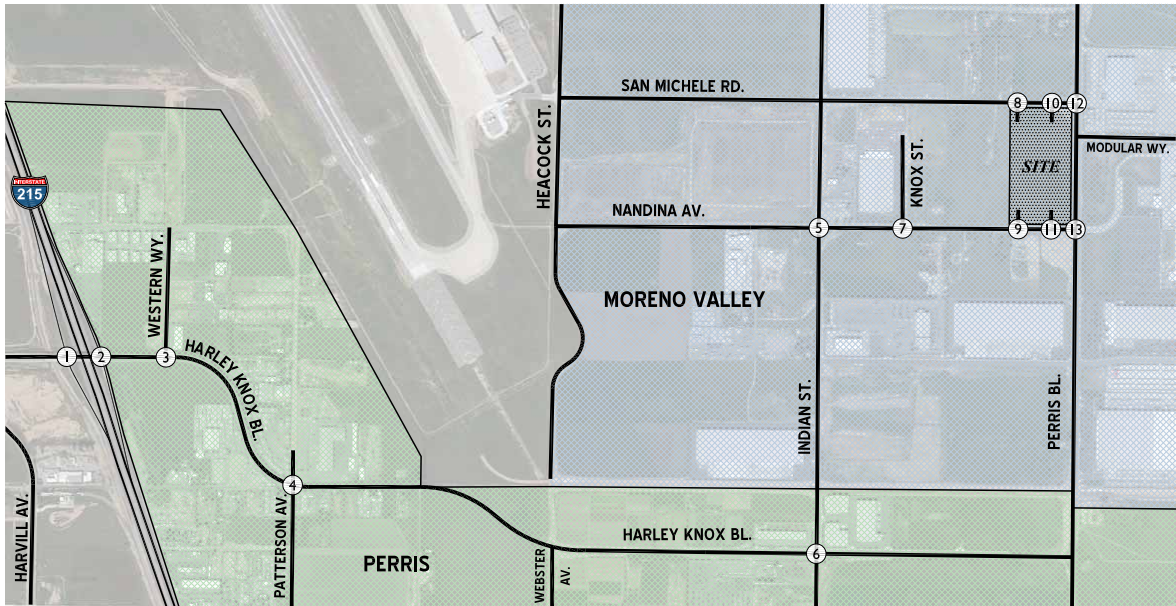 SAN MICHELE RD.
8
10
12
MODULAR WY.
HEACOCK ST.
KNOX ST.
SITE
INTERSTATE
215
NANDINA AV.
5
7
9
11
13
WESTERN WY.
MORENO VALLEY
1
2
3
HARLEY KNOX BL.
INDIAN ST.
PERRIS BL.
4
HARVILL AV.
PATTERSON AV.
PERRIS
WEBSTER
AV.
HARLEY KNOX BL.
6